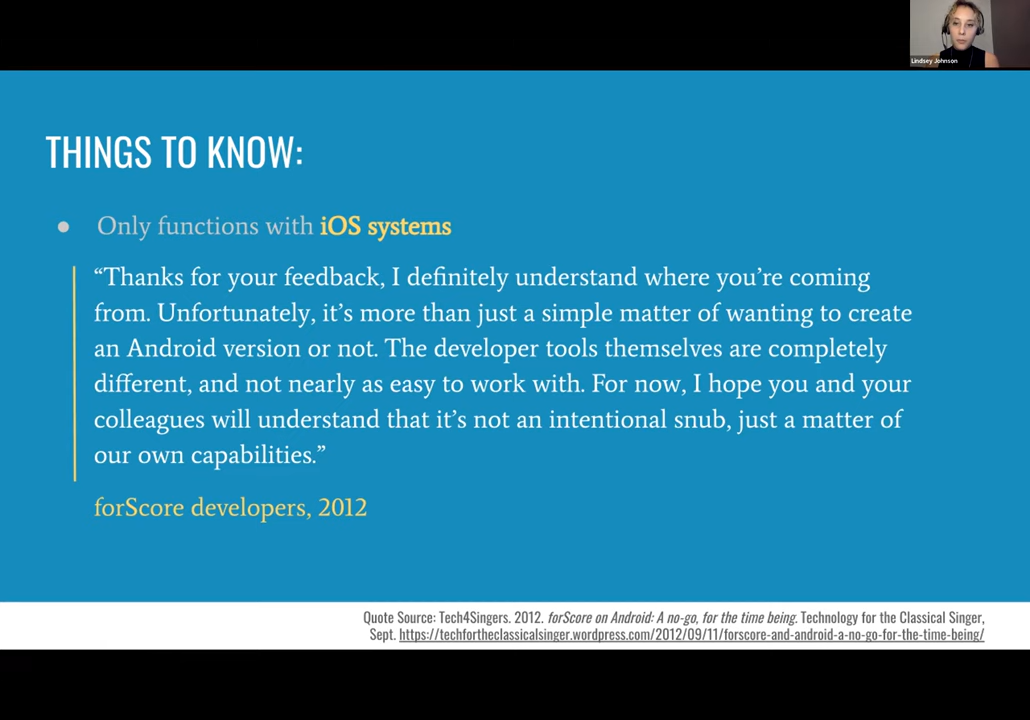 Lindsey Johnson
THINGS TO KNOW:
● Only functions with iOS systems
“Thanks for your feedback, I definitely understand where you’re coming
from. Unfortunately, it’s more than just a simple matter of wanting to create
an Android version or not. The developer tools themselves are completely
different, and not nearly as easy to work with. For now, I hope you and your
colleagues will understand that it’s not an intentional snub, just a matter of
our own capabilities.”
forScore developers, 2012
Quote Source: Tech4Singers. 2012. forScore on Android: A no-go, for the time being. Technology for the Classical Singer,
Sept. https://techfortheclassicalsinger.wordpress.com/2012/09/11/forscore-and-android-a-no-go-for-the-time-being/